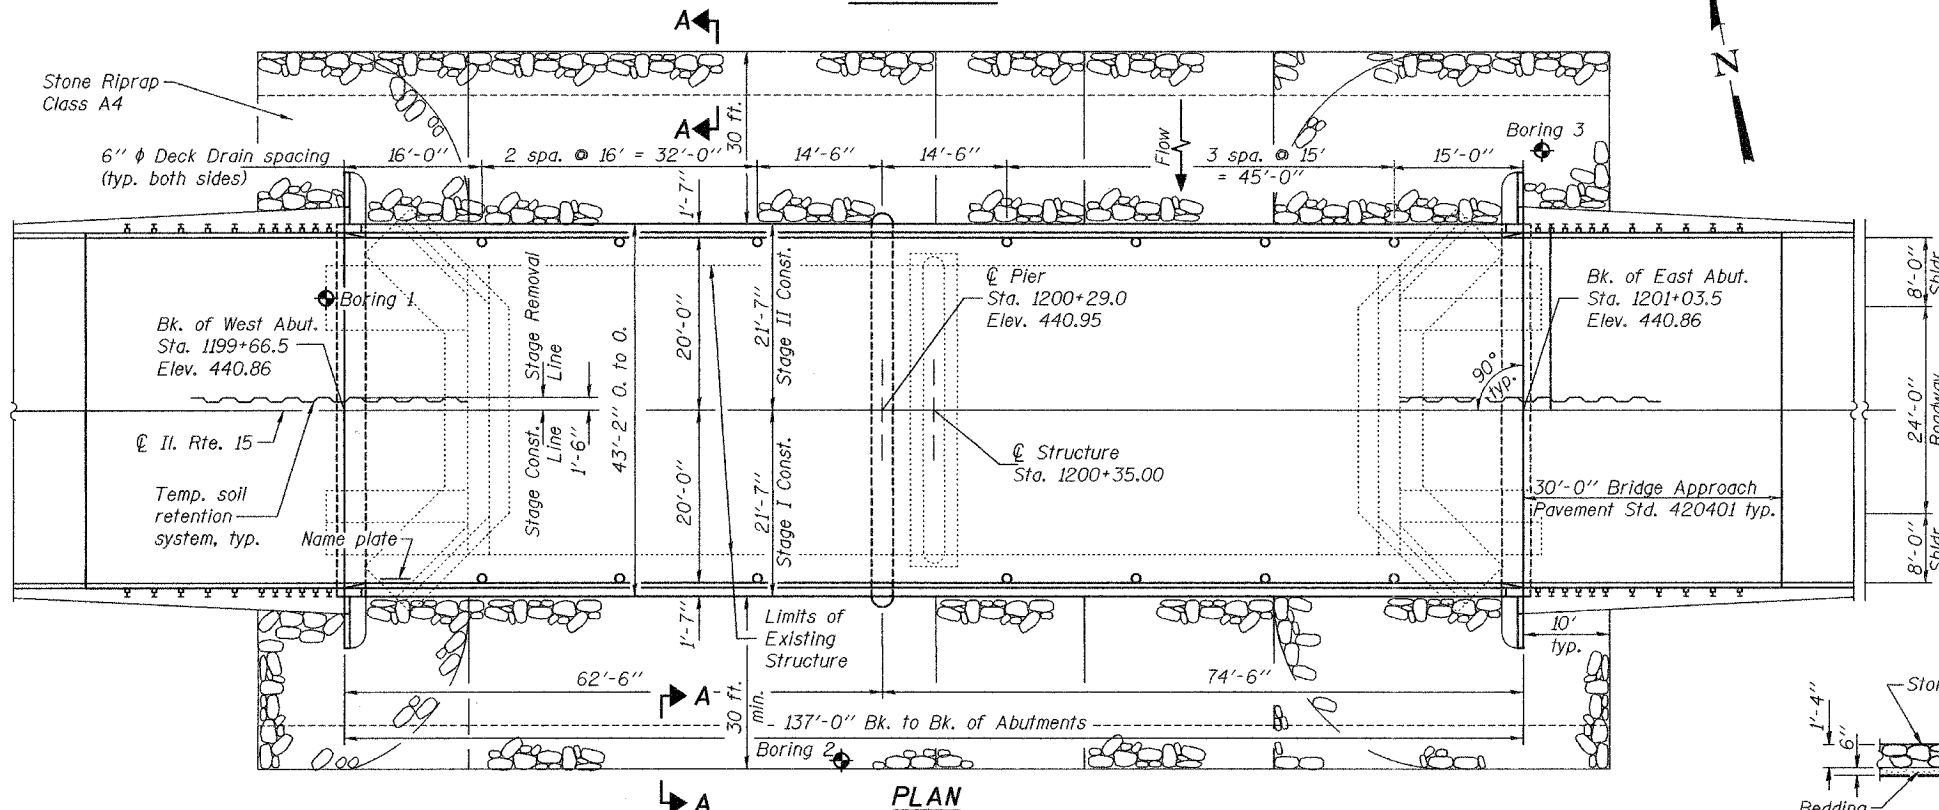 A
N
Stone Riprap
Class A4
A
30 ft.
Flow
Boring 3
6" φ Deck Drain spacing
(typ. both sides)
16'-0"
2 spa. @ 16' = 32'-0"
14'-6"
14'-6"
3 spa. @ 15'
= 45'-0"
15'-0"
1'-7"
Boring 1
Bk. of West Abut.
Sta. 1199+66.5
Elev. 440.86
Stage Removal
Line
20'-0"
21'-7"
Stage II Const.
℄ Pier
Sta. 1200+29.0
Elev. 440.95
Bk. of East Abut.
Sta. 1201+03.5
Elev. 440.86
90°
typ.
8'-0"
Shldr.
24'-0"
Roadway
8'-0"
Shldr.
43'-2" O. to O.
℄ Il. Rte. 15
Stage Const.
Line
1'-6"
20'-0"
21'-7"
Stage I Const.
℄ Structure
Sta. 1200+35.00
Temp. soil
retention
system, typ.
Name plate
30'-0" Bridge Approach
Pavement Std. 420401 typ.
1'-7"
Limits of
Existing
Structure
10'
typ.
62'-6"
A
74'-6"
30 ft.
min.
137'-0" Bk. to Bk. of Abutments
Boring 2
A
PLAN
1'-4"
6"
Ston
Bedding